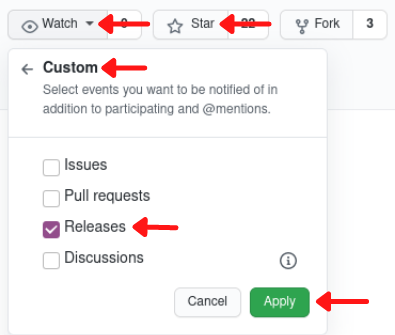 Watch Star 22 Fork 3
Custom
Select events you want to be notified of in
addition to participating and @mentions.
Issues
Pull requests
Releases
Discussions
Cancel Apply